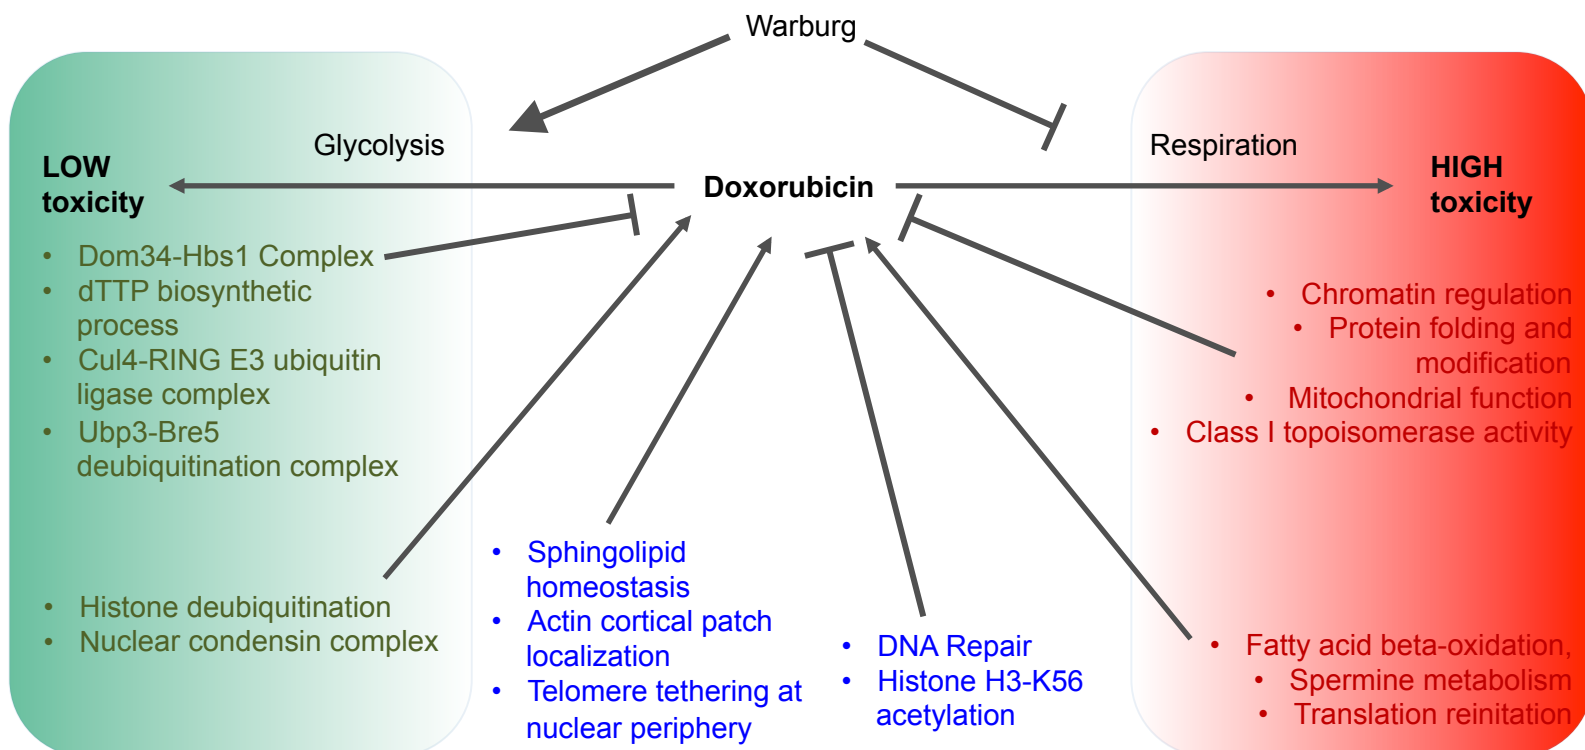 Warburg
Glycolysis
Respiration
LOW
toxicity
Doxorubicin
HIGH
toxicity
• Dom34-Hbs1 Complex
• dTTP biosynthetic
process
• Cul4-RING E3 ubiquitin
ligase complex
• Ubp3-Bre5
deubiquitination complex
• Histone deubiquitination
• Nuclear condensin complex
• Sphingolipid
homeostasis
• Actin cortical patch
localization
• Telomere tethering at
nuclear periphery
• DNA Repair
• Histone H3-K56
acetylation
• Chromatin regulation
• Protein folding and
modification
• Mitochondrial function
• Class I topoisomerase activity
• Fatty acid beta-oxidation,
• Spermine metabolism
• Translation reinitation